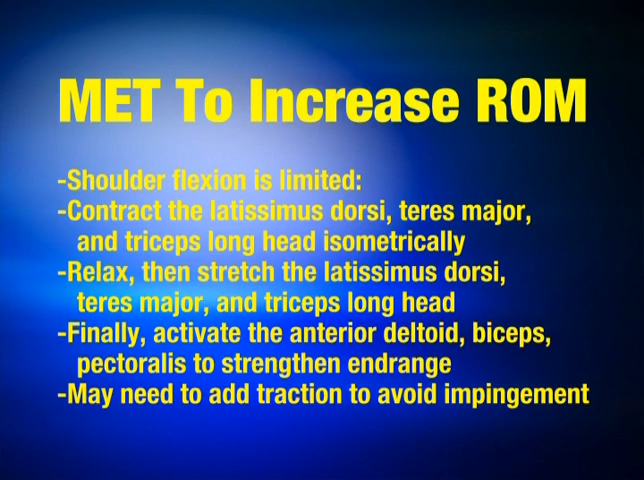 MET To Increase ROM
-Shoulder flexion is limited:
-Contract the latissimus dorsi, teres major,
and triceps long head isometrically
-Relax, then stretch the latissimus dorsi,
teres major, and triceps long head
-Finally, activate the anterior deltoid, biceps,
pectoralis to strengthen endrange
-May need to add traction to avoid impingement